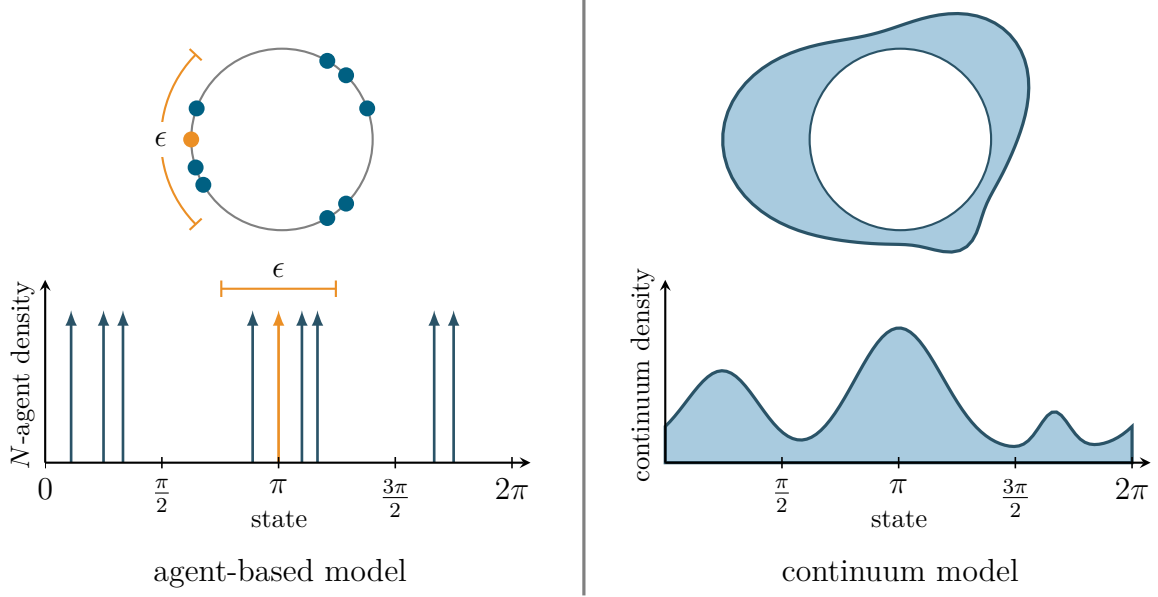 ϵ
ϵ
N-agent density
0
π/2
π
3π/2
2π
state
agent-based model
continuum density
π/2
π
3π/2
2π
state
continuum model